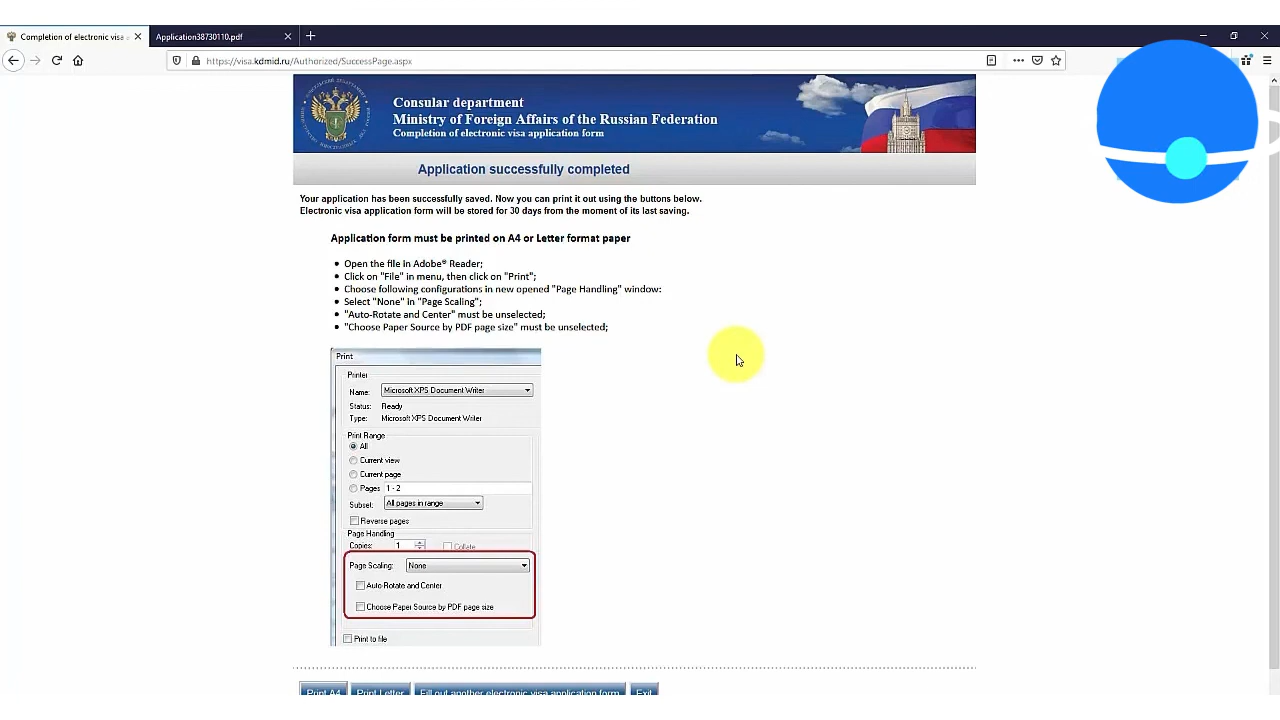 Completion of electronic visa a
Application38730110.pdf
https://visa.kdmid.ru/Authorized/SuccessPage.aspx
Consular department
Ministry of Foreign Affairs of the Russian Federation
Completion of electronic visa application form
Application successfully completed
Your application has been successfully saved. Now you can print it out using the buttons below.
Electronic visa application form will be stored for 30 days from the moment of its last saving.
Application form must be printed on A4 or Letter format paper
• Open the file in Adobe® Reader;
• Click on "File" in menu, then click on "Print";
• Choose following configurations in new opened "Page Handling" window:
• Select "None" in "Page Scaling";
• "Auto-Rotate and Center" must be unselected;
• "Choose Paper Source by PDF page size" must be unselected;
Print
Printer
Name: Microsoft XPS Document Writer
Status: Ready
Type: Microsoft XPS Document Writer
Print Range
All
Current view
Current page
Pages 1 - 2
Subset: All pages in range
Reverse pages
Page Handling
Copies: 1 Collate
Page Scaling: None
Auto-Rotate and Center
Choose Paper Source by PDF page size
Print to file
Print A4 Print Letter Fill out another electronic visa application form Exit